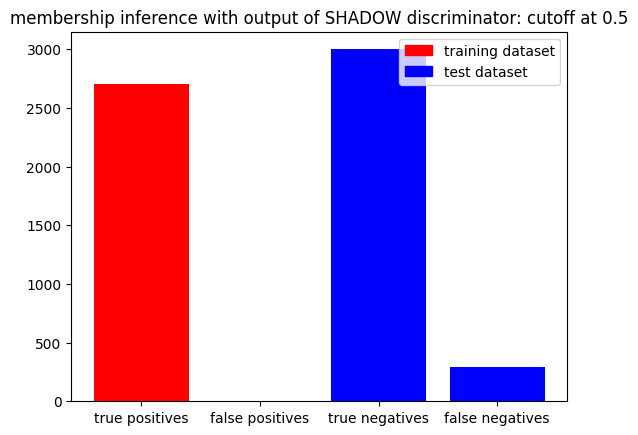 membership inference with output of SHADOW discriminator: cutoff at 0.5
training dataset
test dataset
3000
2500
2000
1500
1000
500
0
true positives false positives true negatives false negatives